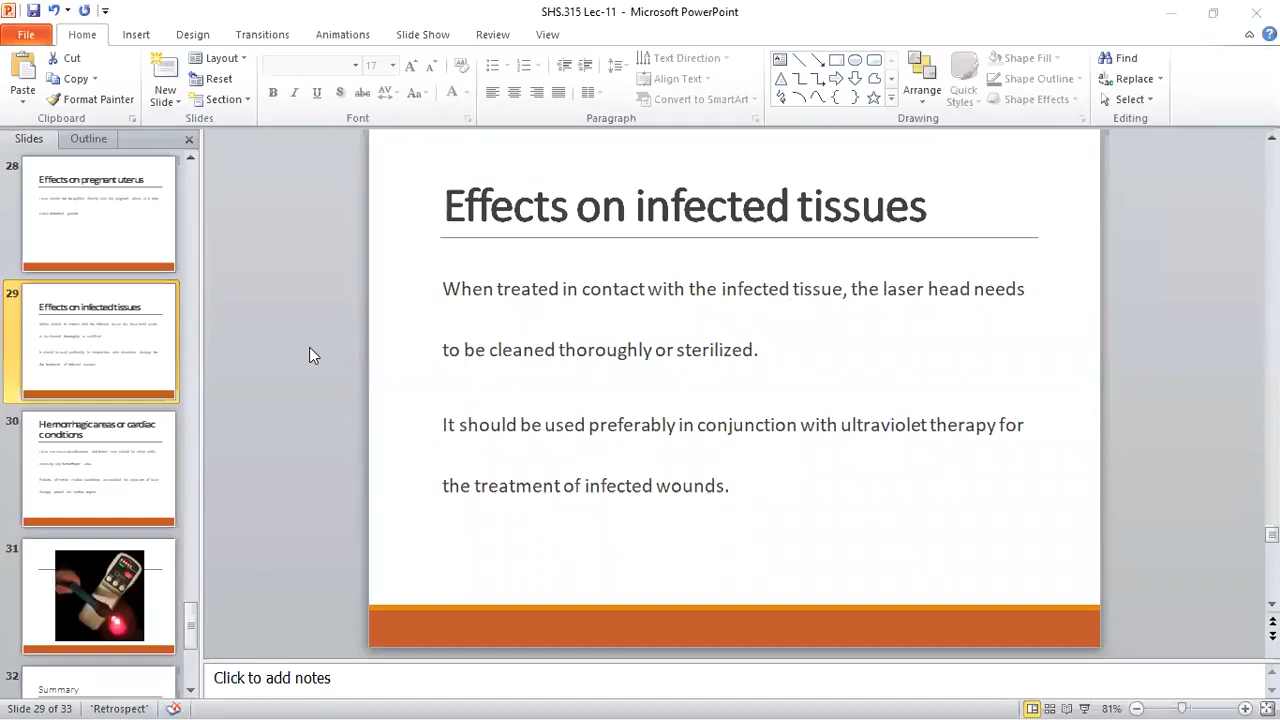 SHS.315 Lec-11 - Microsoft PowerPoint
File Home Insert Design Transitions Animations Slide Show Review View
Paste
Cut
Copy
Format Painter
Clipboard
New Slide
Layout
Reset
Section
Slides
17
B I U S abc AV Aa A
Font
Text Direction
Align Text
Convert to SmartArt
Paragraph
Arrange
Quick Styles
Shape Fill
Shape Outline
Shape Effects
Drawing
Find
Replace
Select
Editing
Slides Outline
28
Effects on pregnant uterus
29
Effects on infected tissues
30
Hemorrhagic areas or cardiac
conditions
31
32
Summary
Effects on infected tissues
When treated in contact with the infected tissue, the laser head needs
to be cleaned thoroughly or sterilized.
It should be used preferably in conjunction with ultraviolet therapy for
the treatment of infected wounds.
Click to add notes
Slide 29 of 33 "Retrospect" 81%